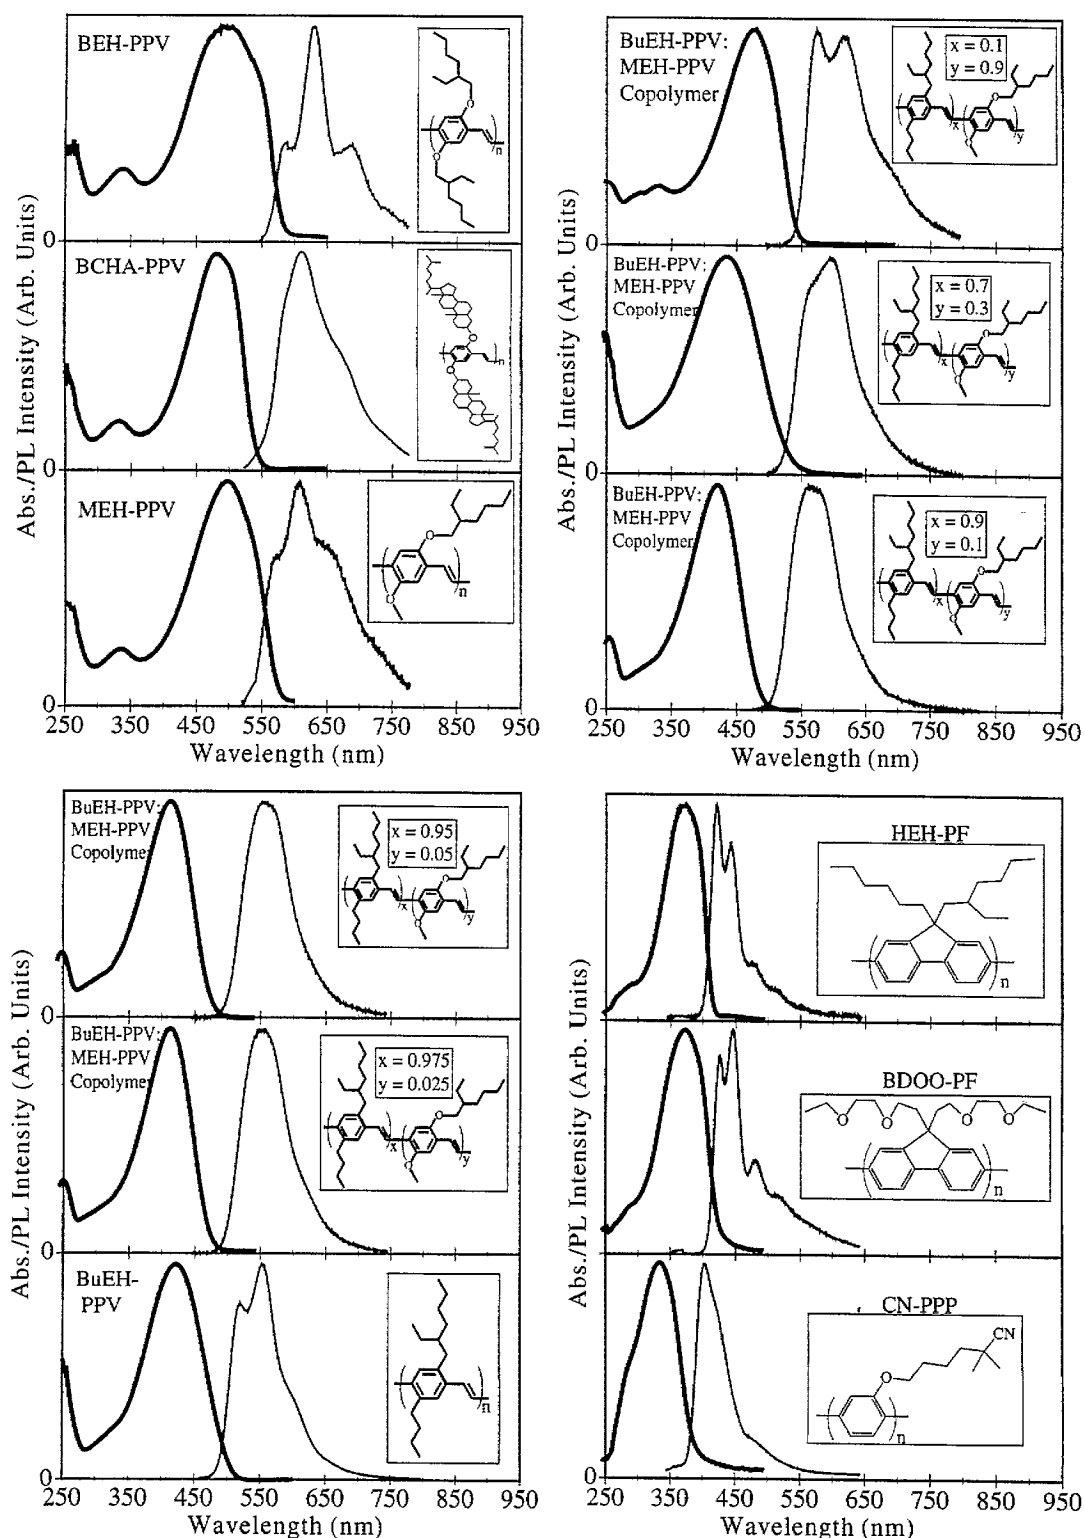 BEH-PPV
O
n
O
BCHA-PPV
O
n
O
MEH-PPV
O
n
O
0
0
0
250 350 450 550 650 750 850 950
Wavelength (nm)
Abs./PL Intensity (Arb. Units)
BuEH-PPV:
MEH-PPV
Copolymer
x = 0.1
y = 0.9
O
x
O
y
BuEH-PPV:
MEH-PPV
Copolymer
x = 0.7
y = 0.3
O
x
O
y
BuEH-PPV:
MEH-PPV
Copolymer
x = 0.9
y = 0.1
O
x
O
y
0
0
0
250 350 450 550 650 750 850 950
Wavelength (nm)
Abs./PL Intensity (Arb. Units)
BuEH-PPV:
MEH-PPV
Copolymer
x = 0.95
y = 0.05
O
x
O
y
BuEH-PPV:
MEH-PPV
Copolymer
x = 0.975
y = 0.025
O
x
O
y
BuEH-
PPV
n
0
0
0
250 350 450 550 650 750 850 950
Wavelength (nm)
Abs./PL Intensity (Arb. Units)
HEH-PF
n
BDOO-PF
O O O O
n
CN-PPP
CN
O
n
0
0
0
250 350 450 550 650 750 850 950
Wavelength (nm)
Abs./PL Intensity (Arb. Units)